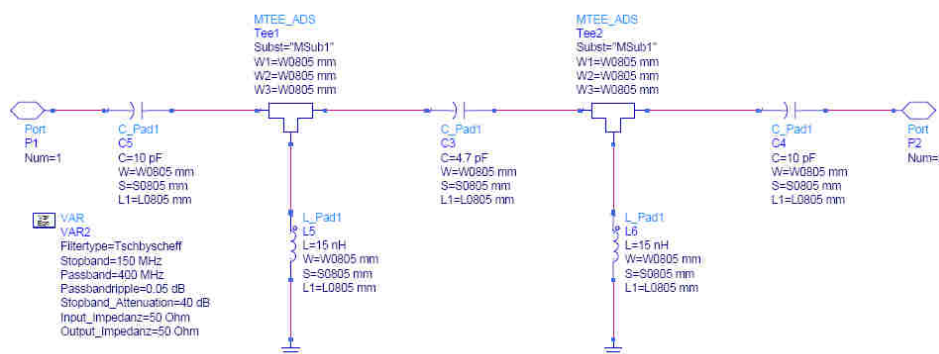 MTEE_ADS
Tee1
Subst="MSub1"
W1=W0805 mm
W2=W0805 mm
W3=W0805 mm
MTEE_ADS
Tee2
Subst="MSub1"
W1=W0805 mm
W2=W0805 mm
W3=W0805 mm
Port
P1
Num=1
C_Pad1
C5
C=10 pF
W=W0805 mm
S=S0805 mm
L1=L0805 mm
C_Pad1
C3
C=4.7 pF
W=W0805 mm
S=S0805 mm
L1=L0805 mm
C_Pad1
C4
C=10 pF
W=W0805 mm
S=S0805 mm
L1=L0805 mm
Port
P2
Num=
VAR
VAR2
Filtertype=Tschbyscheff
Stopband=150 MHz
Passband=400 MHz
Passbandripple=0.05 dB
Stopband_Attenuation=40 dB
Input_Impedanz=50 Ohm
Output_Impedanz=50 Ohm
L_Pad1
L5
L=15 nH
W=W0805 mm
S=S0805 mm
L1=L0805 mm
L_Pad1
L6
L=15 nH
W=W0805 mm
S=S0805 mm
L1=L0805 mm